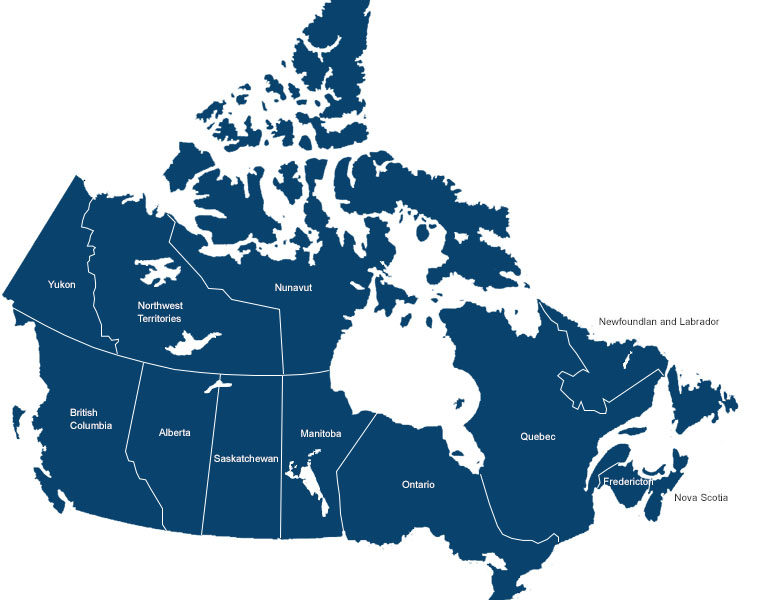 Yukon
Northwest
Territories
Nunavut
Newfoundlan and Labrador
British
Columbia
Alberta
Saskatchewan
Manitoba
Ontario
Quebec
Fredericton
Nova Scotia